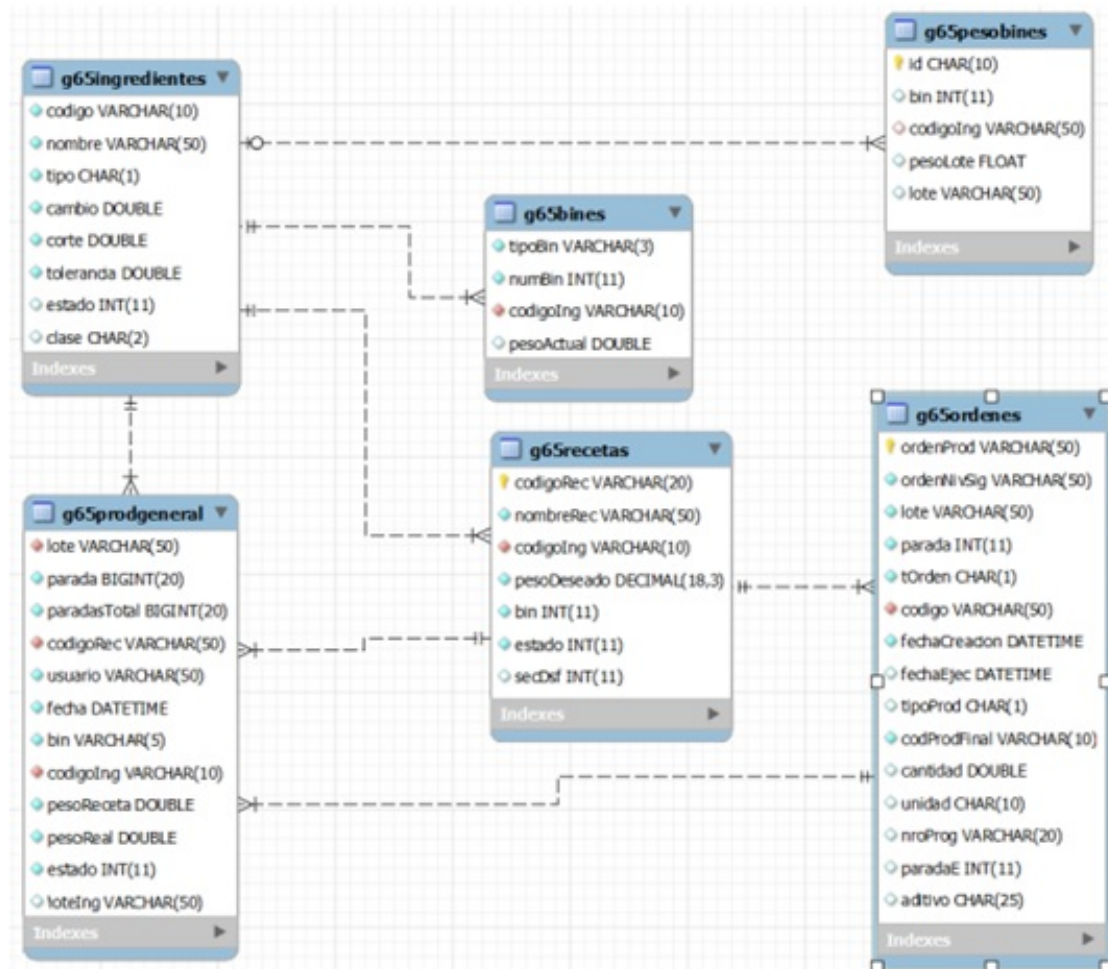 g65ingredientes
codigo VARCHAR(10)
nombre VARCHAR(50)
tipo CHAR(1)
cambio DOUBLE
corte DOUBLE
tolerancia DOUBLE
estado INT(11)
clase CHAR(2)
Indexes
g65pesobines
id CHAR(10)
bin INT(11)
codigoIng VARCHAR(50)
pesoLote FLOAT
lote VARCHAR(50)
Indexes
g65bines
tipoBin VARCHAR(3)
numBin INT(11)
codigoIng VARCHAR(10)
pesoActual DOUBLE
Indexes
g65recetas
codigoRec VARCHAR(20)
nombreRec VARCHAR(50)
codigoIng VARCHAR(10)
pesoDeseado DECIMAL(18,3)
bin INT(11)
estado INT(11)
secDsf INT(11)
Indexes
g65ordenes
ordenProd VARCHAR(50)
ordenNivSig VARCHAR(50)
lote VARCHAR(50)
parada INT(11)
tOrden CHAR(1)
codigo VARCHAR(50)
fechaCreacion DATETIME
fechaEjec DATETIME
tipoProd CHAR(1)
codProdFinal VARCHAR(10)
cantidad DOUBLE
unidad CHAR(10)
nroProg VARCHAR(20)
paradaE INT(11)
aditivo CHAR(25)
Indexes
g65prodgeneral
lote VARCHAR(50)
parada BIGINT(20)
paradasTotal BIGINT(20)
codigoRec VARCHAR(50)
usuario VARCHAR(50)
fecha DATETIME
bin VARCHAR(5)
codigoIng VARCHAR(10)
pesoReceta DOUBLE
pesoReal DOUBLE
estado INT(11)
loteIng VARCHAR(50)
Indexes